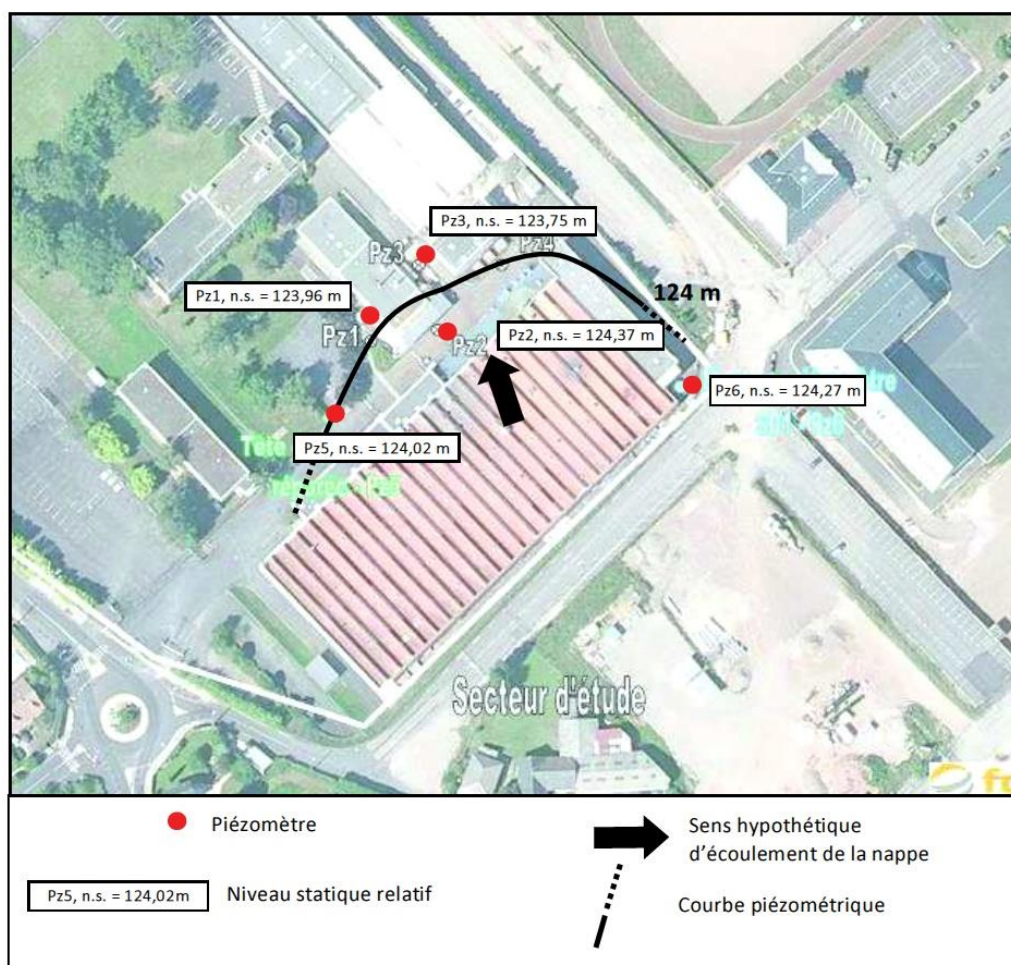 Pz3, n.s. = 123,75 m
Pz3
Pz4
124 m
Pz1, n.s. = 123,96 m
Pz1
Pz2
Pz2, n.s. = 124,37 m
Pz6, n.s. = 124,27 m
Pz5, n.s. = 124,02 m
Secteur d'étude
Piézomètre
Sens hypothétique
d'écoulement de la nappe
Pz5, n.s. = 124,02m
Niveau statique relatif
Courbe piézométrique